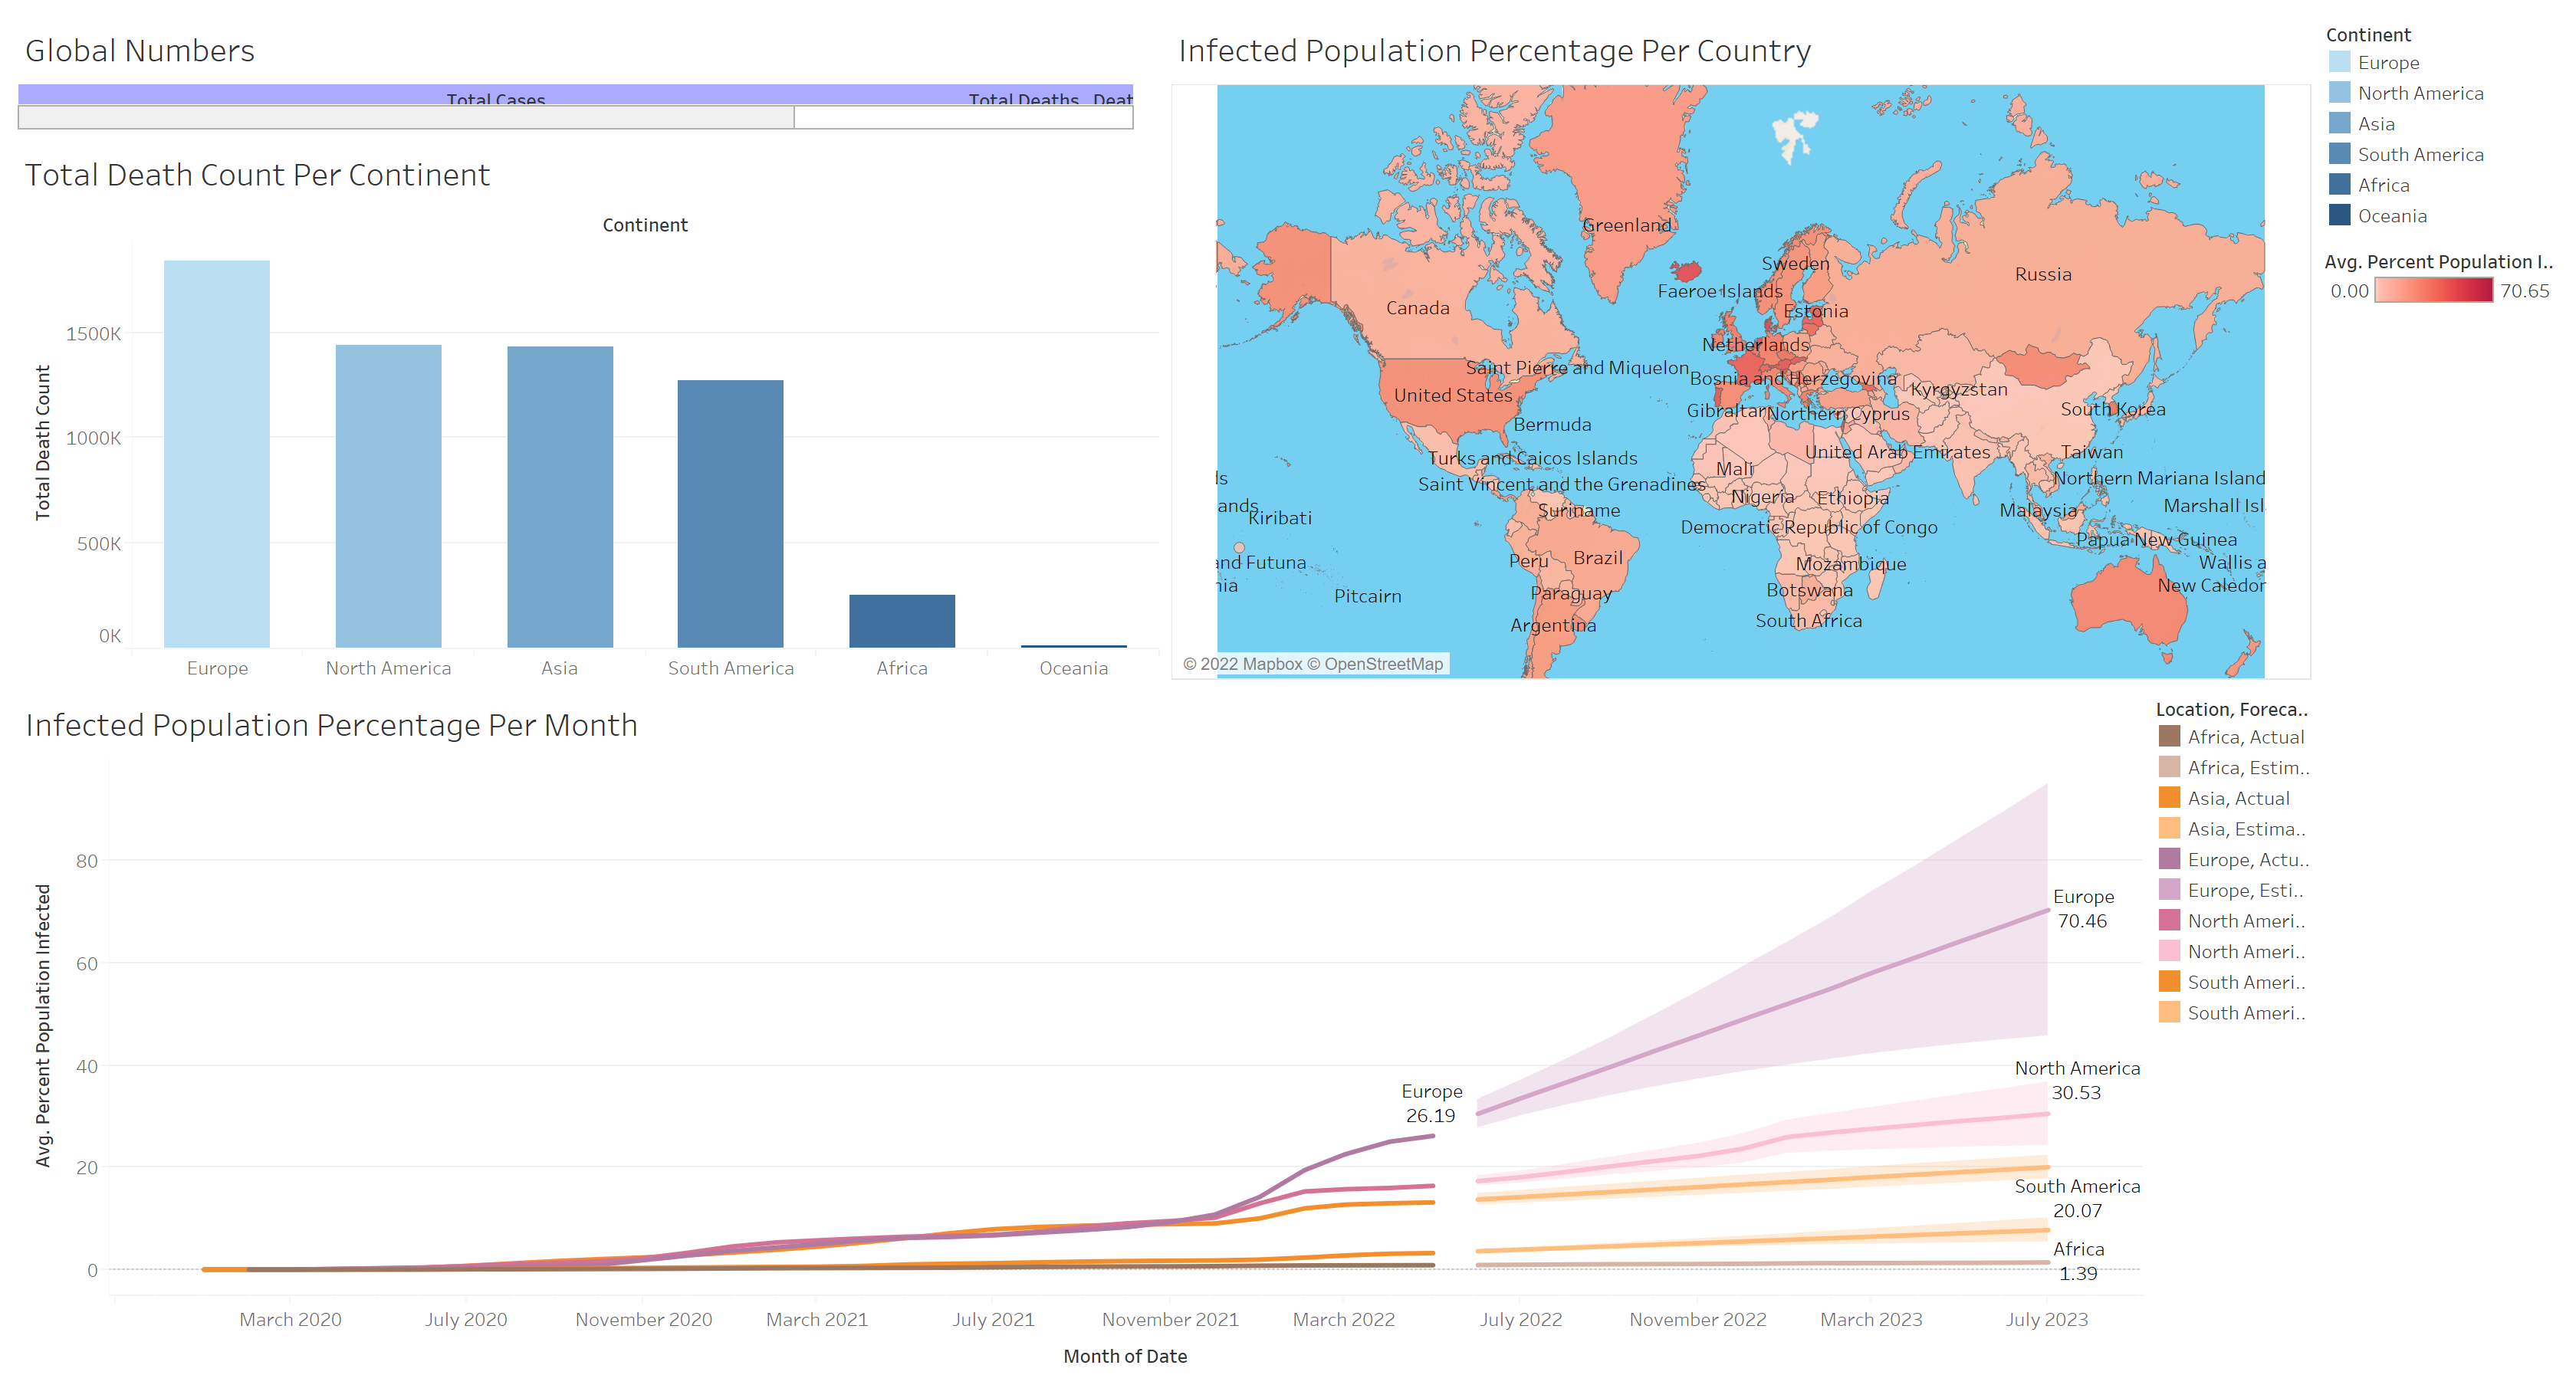 Global Numbers
Total Cases Total Deaths Deat
Total Death Count Per Continent
Continent
Total Death Count
1500K
1000K
500K
0K
Europe North America Asia South America Africa Oceania
Infected Population Percentage Per Country
Greenland
Sweden
Russia
Faeroe Islands
Canada
Estonia
Netherlands
Saint Pierre and Miquelon
Bosnia and Herzegovina
United States
Kyrgyzstan
Gibraltar
Northern Cyprus
South Korea
Bermuda
United Arab Emirates
Taiwan
Turks and Caicos Islands
Mali
ls
Saint Vincent and the Grenadines
Northern Mariana Island
Nigeria
Ethiopia
ands
Kiribati
Suriname
Malaysia
Marshall Isl
Democratic Republic of Congo
Papua New Guinea
and Futuna
Peru
Brazil
Mozambique
Wallis a
nia
Pitcairn
Paraguay
Botswana
New Caledor
Argentina
South Africa
© 2022 Mapbox © OpenStreetMap
Continent
Europe
North America
Asia
South America
Africa
Oceania
Avg. Percent Population I..
0.00 70.65
Infected Population Percentage Per Month
Avg. Percent Population Infected
80
60
40
20
0
Europe
26.19
Europe
70.46
North America
30.53
South America
20.07
Africa
1.39
March 2020 July 2020 November 2020 March 2021 July 2021 November 2021 March 2022 July 2022 November 2022 March 2023 July 2023
Month of Date
Location, Foreca..
Africa, Actual
Africa, Estim..
Asia, Actual
Asia, Estima..
Europe, Actu..
Europe, Esti..
North Ameri..
North Ameri..
South Ameri..
South Ameri..